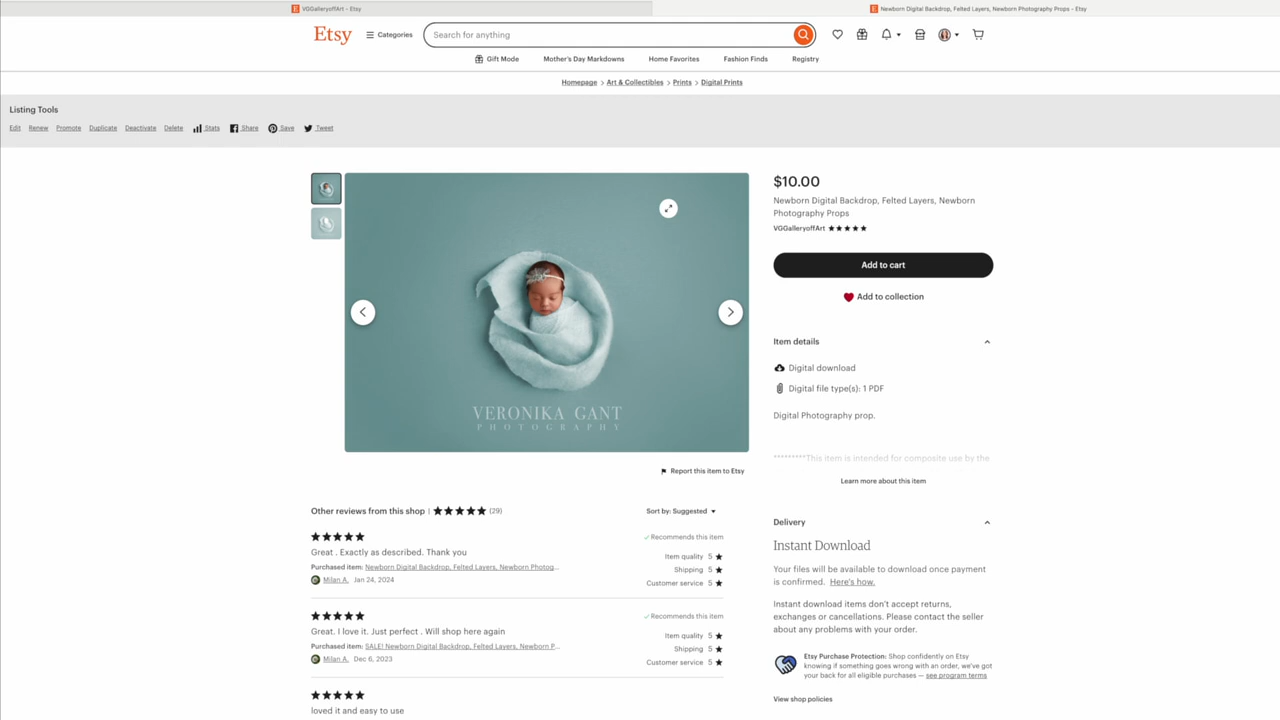 VGGalleryoffArt – Etsy
Newborn Digital Backdrop, Felted Layers, Newborn Photography Props - Etsy
Etsy
Categories
Search for anything
Gift Mode
Mother's Day Markdowns
Home Favorites
Fashion Finds
Registry
Homepage > Art & Collectibles > Prints > Digital Prints
Listing Tools
Edit Renew Promote Duplicate Deactivate Delete Stats Share Save Tweet
$10.00
Newborn Digital Backdrop, Felted Layers, Newborn
Photography Props
VGGalleryoffArt
Add to cart
Add to collection
Item details
Digital download
Digital file type(s): 1 PDF
Digital Photography prop.
*********This item is intended for composite use by the
Learn more about this item
VERONIKA GANT
PHOTOGRAPHY
Report this item to Etsy
Other reviews from this shop | (29)
Sort by: Suggested
Recommends this item
Great . Exactly as described. Thank you
Purchased item: Newborn Digital Backdrop, Felted Layers, Newborn Photog...
Milan A. Jan 24, 2024
Item quality 5
Shipping 5
Customer service 5
Recommends this item
Great. I love it. Just perfect . Will shop here again
Purchased item: SALE! Newborn Digital Backdrop, Felted Layers, Newborn P...
Milan A. Dec 6, 2023
Item quality 5
Shipping 5
Customer service 5
loved it and easy to use
Delivery
Instant Download
Your files will be available to download once payment
is confirmed. Here's how.
Instant download items don't accept returns,
exchanges or cancellations. Please contact the seller
about any problems with your order.
Etsy Purchase Protection: Shop confidently on Etsy
knowing if something goes wrong with an order, we've got
your back for all eligible purchases — see program terms
View shop policies